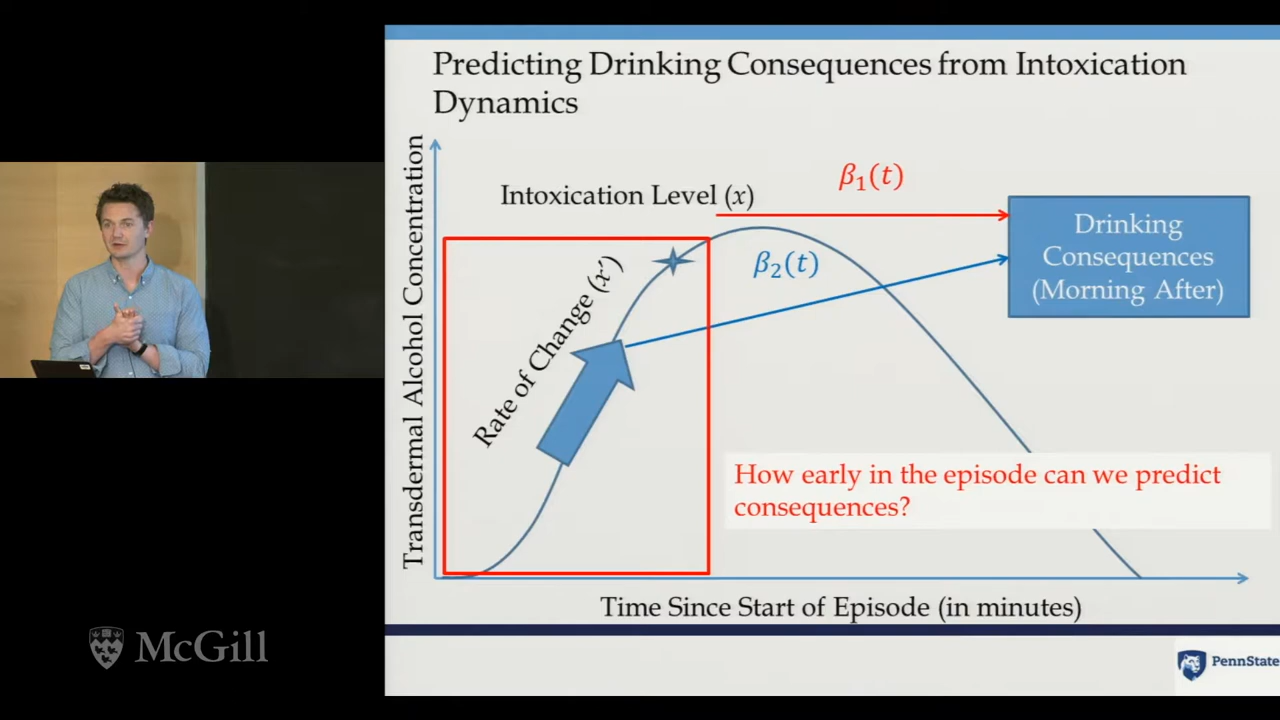 Predicting Drinking Consequences from Intoxication
Dynamics
Transdermal Alcohol Concentration
Intoxication Level (x)
β₁(t)
Rate of Change (x′)
β₂(t)
Drinking
Consequences
(Morning After)
How early in the episode can we predict
consequences?
Time Since Start of Episode (in minutes)
McGill
PennState